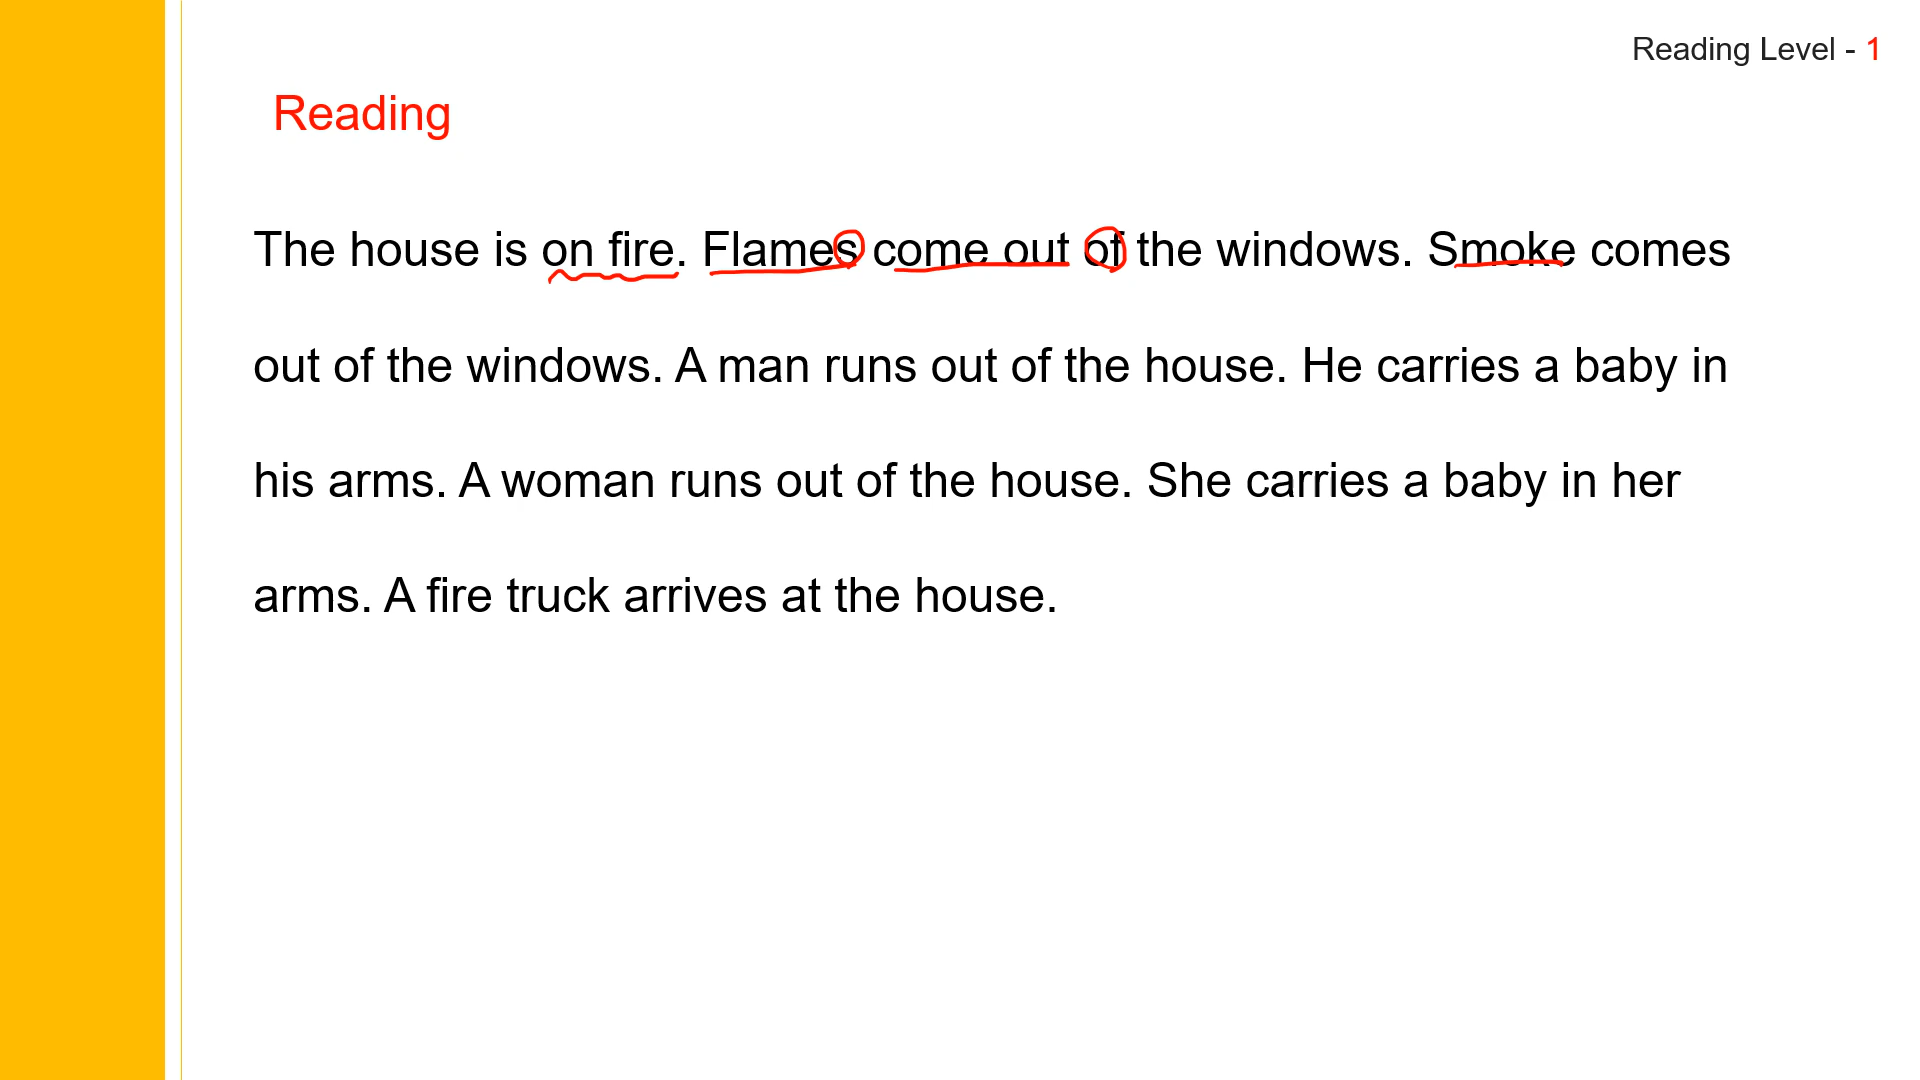 Reading Level - 1
Reading
The house is on fire. Flames come out of the windows. Smoke comes
out of the windows. A man runs out of the house. He carries a baby in
his arms. A woman runs out of the house. She carries a baby in her
arms. A fire truck arrives at the house.